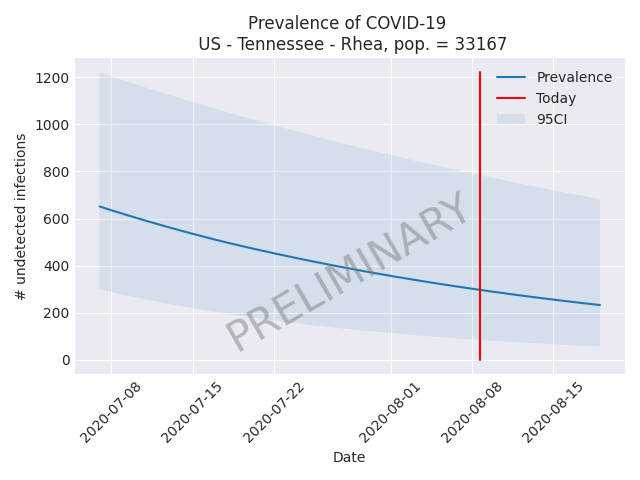 Prevalence of COVID-19
US - Tennessee - Rhea, pop. = 33167
# undetected infections
1200
1000
800
600
400
200
0
Prevalence
Today
95CI
PRELIMINARY
2020-07-08
2020-07-15
2020-07-22
2020-08-01
2020-08-08
2020-08-15
Date